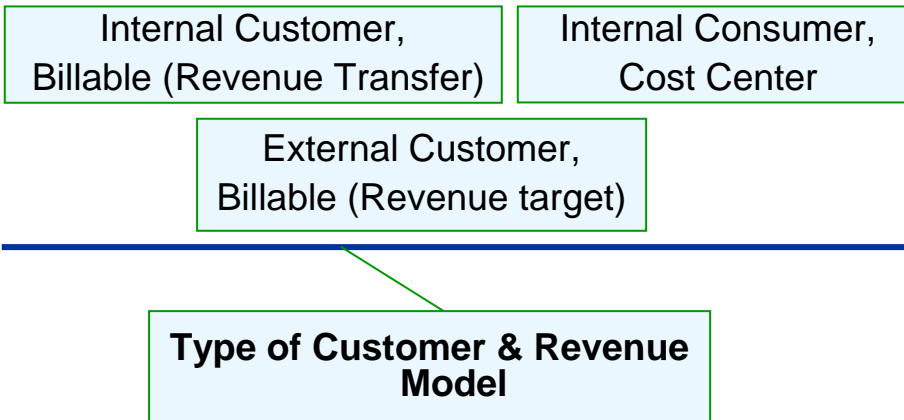 Internal Customer,
Billable (Revenue Transfer)
Internal Consumer,
Cost Center
External Customer,
Billable (Revenue target)
Type of Customer & Revenue
Model